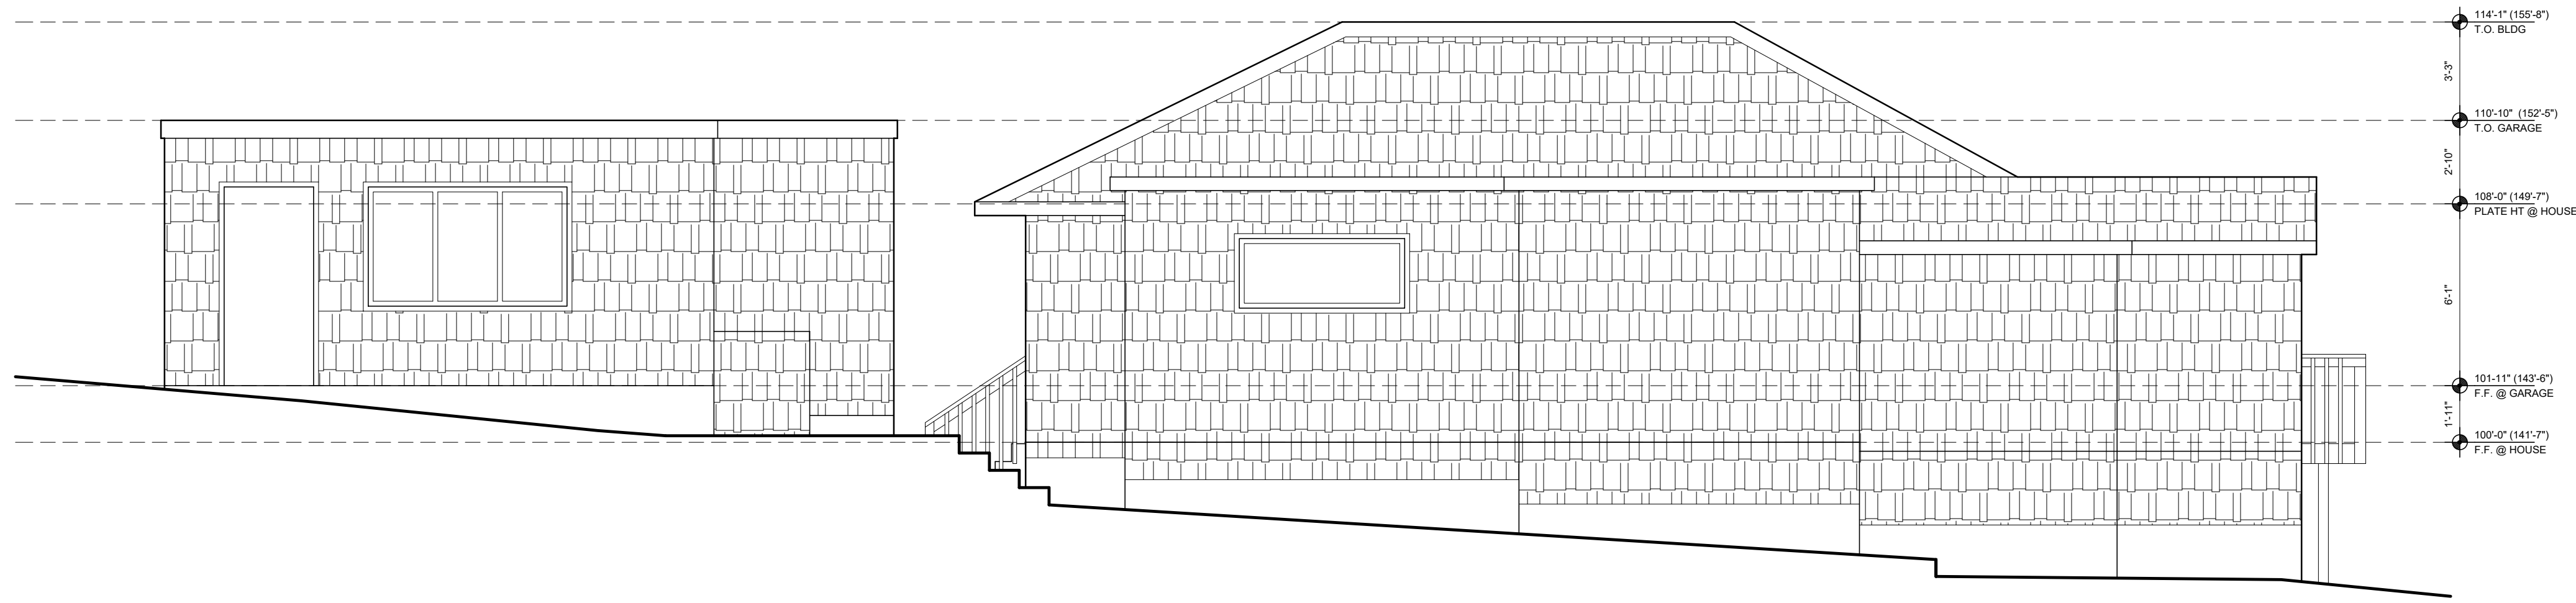 114'-1" (155'-8")
T.O. BLDG
3'-3"
110'-10" (152'-5")
T.O. GARAGE
2'-10"
108'-0" (149'-7")
PLATE HT @ HOUSE
6'-1"
101-11" (143'-6")
F.F. @ GARAGE
1'-11"
100'-0" (141'-7")
F.F. @ HOUSE